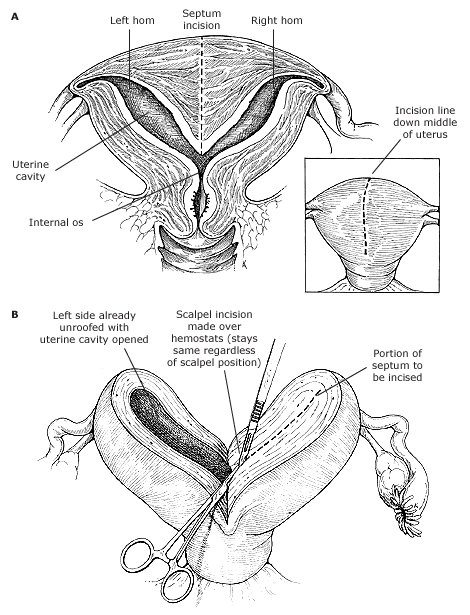 A
Left hom
Septum
incision
Right hom
Incision line
down middle
of uterus
Uterine
cavity
Internal os
B
Left side already
unroofed with
uterine cavity opened
Scalpel incision
made over
hemostats (stays
same regardless
of scalpel position)
Portion of
septum to
be incised